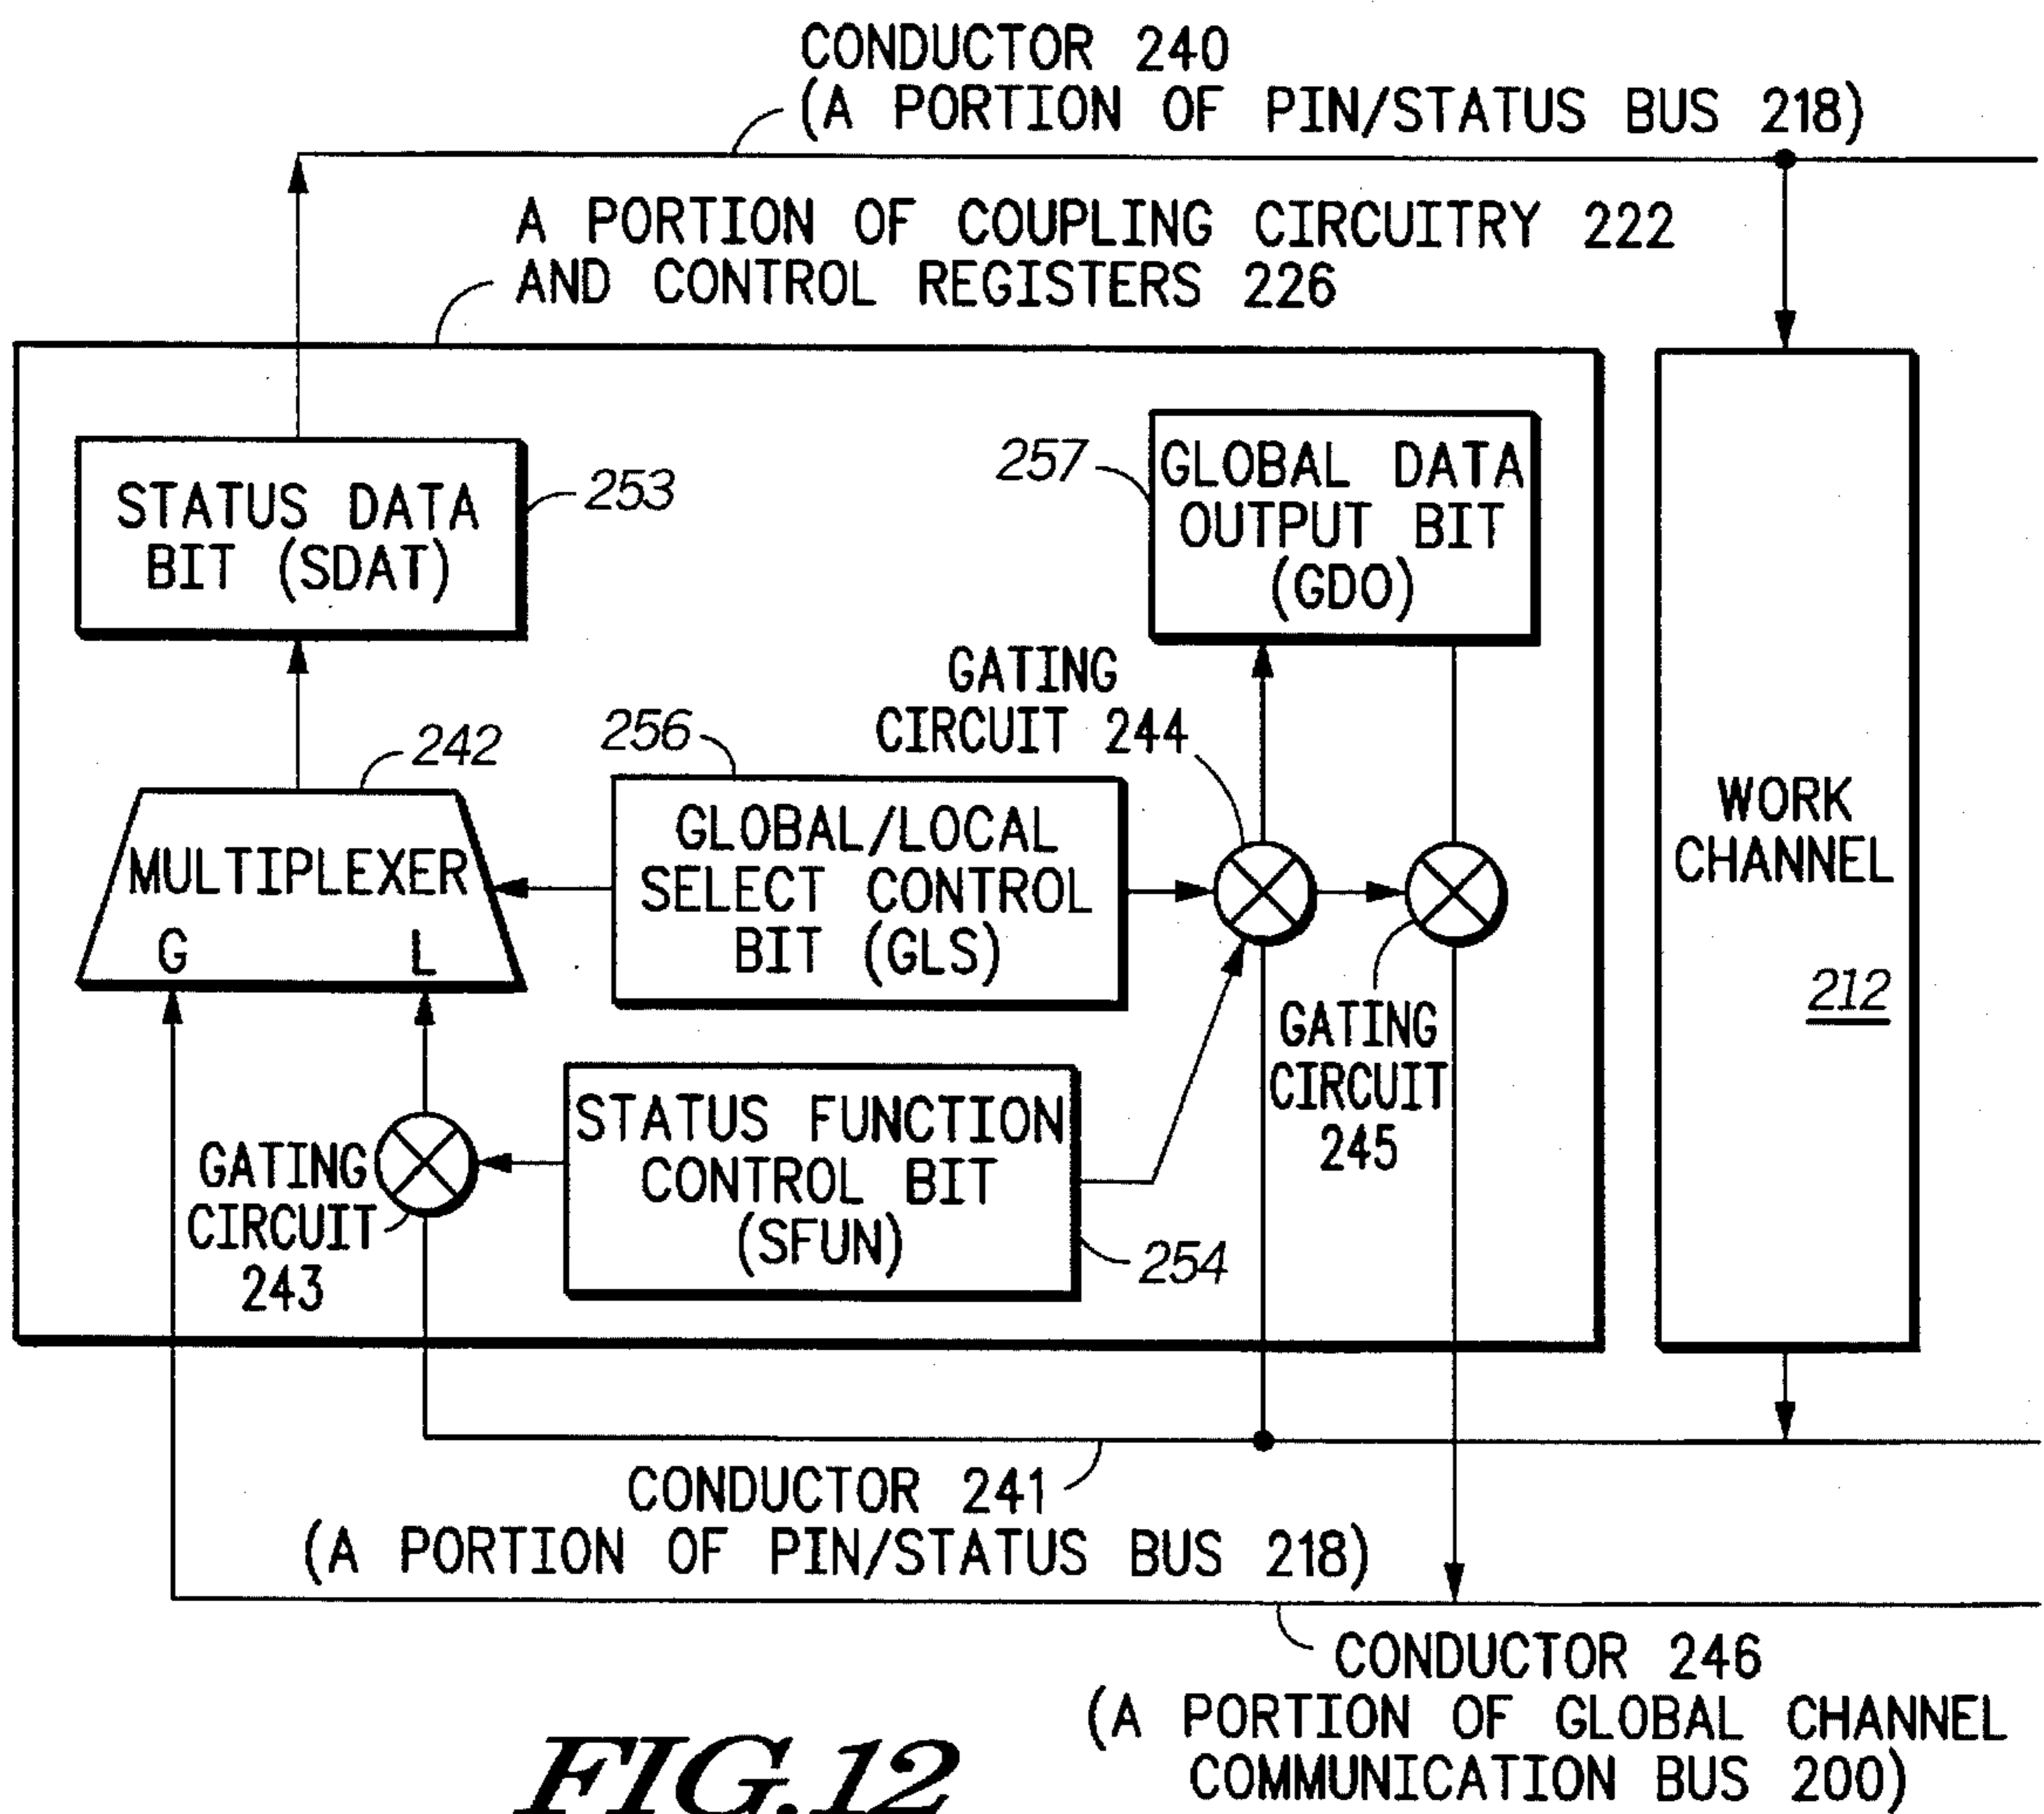 CONDUCTOR 240
(A PORTION OF PIN/STATUS BUS 218)
A PORTION OF COUPLING CIRCUITRY 222
AND CONTROL REGISTERS 226
STATUS DATA
BIT (SDAT)
253
257
GLOBAL DATA
OUTPUT BIT
(GDO)
GATING
CIRCUIT 244
242
256
MULTIPLEXER
G
L
GLOBAL/LOCAL
SELECT CONTROL
BIT (GLS)
WORK
CHANNEL
212
GATING
CIRCUIT
245
GATING
CIRCUIT
243
STATUS FUNCTION
CONTROL BIT
(SFUN)
254
CONDUCTOR 241
(A PORTION OF PIN/STATUS BUS 218)
CONDUCTOR 246
(A PORTION OF GLOBAL CHANNEL
COMMUNICATION BUS 200)
FIG.12